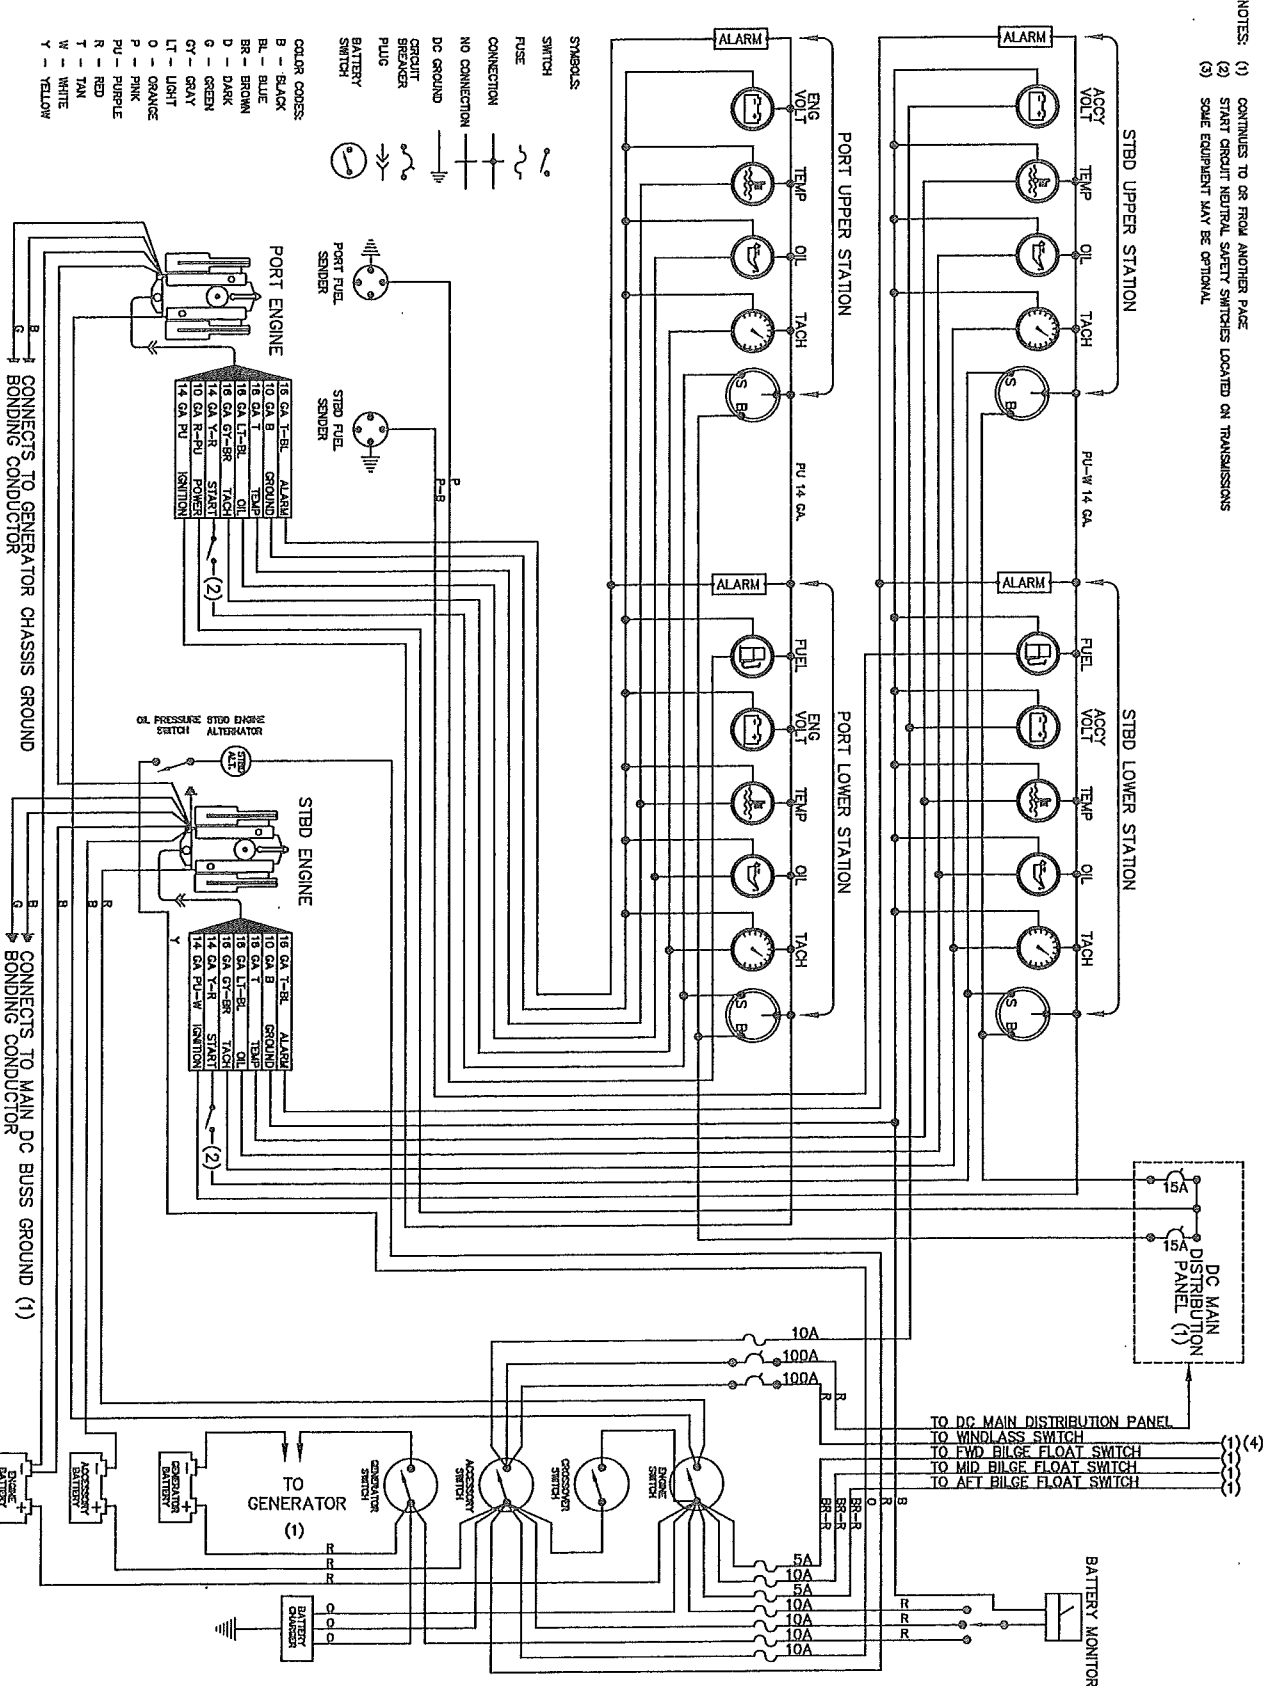 NOTES: (1) CONTINUES TO OR FROM ANOTHER PAGE
(2) START CIRCUIT NEUTRAL SAFETY SWITCHES LOCATED ON TRANSMISSIONS
(3) SOME EQUIPMENT MAY BE OPTIONAL
STBD UPPER STATION
ALARM
ACCY VOLT
TEMP
OIL
TACH
S
B
PU-W 14 GA.
STBD LOWER STATION
ALARM
FUEL
ACCY VOLT
TEMP
OIL
TACH
S
B
PORT UPPER STATION
ALARM
ENG VOLT
TEMP
OIL
TACH
S
B
PU 14 GA.
PORT LOWER STATION
ALARM
FUEL
ENG VOLT
TEMP
OIL
TACH
S
B
SYMBOLS:
SWITCH
FUSE
CONNECTION
NO CONNECTION
DC GROUND
CIRCUIT BREAKER
PLUG
BATTERY SWITCH
COLOR CODES:
B - BLACK
BL - BLUE
BR - BROWN
D - DARK
G - GREEN
GY - GRAY
LT - LIGHT
O - ORANGE
P - PINK
PU - PURPLE
R - RED
T - TAN
W - WHITE
Y - YELLOW
PORT FUEL SENDER
STBD FUEL SENDER
P
P-B
PORT ENGINE
16 GA T-BL ALARM
10 GA B GROUND
16 GA T TEMP
16 GA LT-BL OIL
16 GA GY-BR TACH
14 GA Y-R START
10 GA R-PU POWER
14 GA PU IGNITION
(2)
B
G
CONNECTS TO GENERATOR CHASSIS GROUND
BONDING CONDUCTOR
OIL PRESSURE SWITCH
STBD ENGINE ALTERNATOR
STBD ALT.
STBD ENGINE
16 GA T-BL ALARM
10 GA B GROUND
16 GA T TEMP
16 GA LT-BL OIL
16 GA GY-BR TACH
14 GA Y-R START
14 GA PU-W IGNITION
(2)
Y
R
B
B
B
G
CONNECTS TO MAIN DC BUSS GROUND (1)
BONDING CONDUCTOR
15A
15A
DC MAIN
DISTRIBUTION
PANEL (1)
10A
100A
100A
R
R
TO DC MAIN DISTRIBUTION PANEL
TO WINDLASS SWITCH (1)(4)
TO FWD BILGE FLOAT SWITCH (1)
TO MID BILGE FLOAT SWITCH (1)
TO AFT BILGE FLOAT SWITCH (1)
B
R
O
BR-R
BR-R
BR-R
ENGINE SWITCH
CROSSOVER SWITCH
ACCESSORY SWITCH
GENERATOR SWITCH
TO
GENERATOR
(1)
GENERATOR BATTERY
- +
ACCESSORY BATTERY
- +
ENGINE BATTERY
- +
R
R
R
O
O
O
BATTERY CHARGER
5A
10A
5A
10A
10A
10A
R
R
R
BATTERY MONITOR